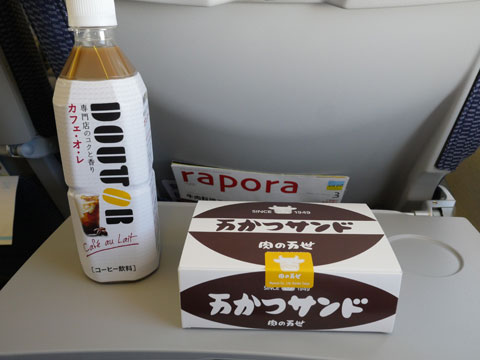 DOUTOR
専門店のコクと香り
カフェ・オ・レ
Café au Lait
[コーヒー飲料]
rapora
3
SINCE 1949
万かつサンド
肉の万世
肉の万世
万かつサンド
肉の万世